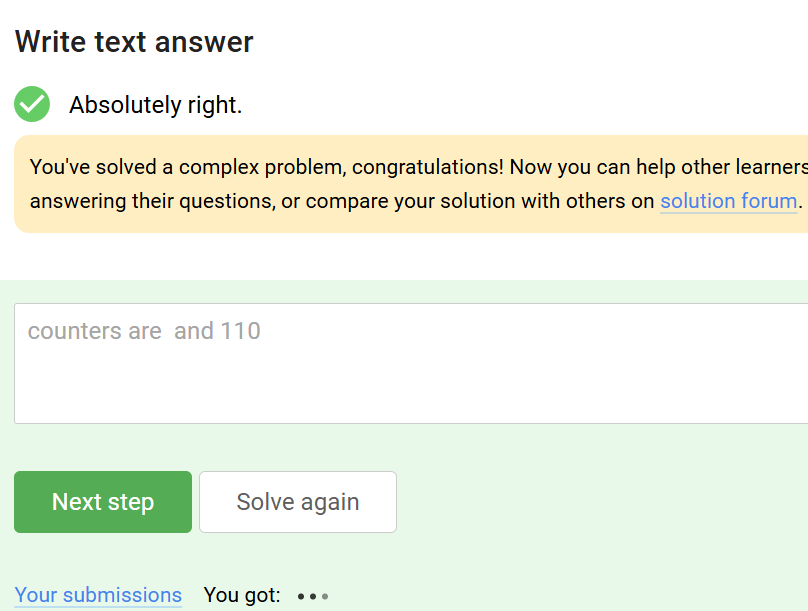 Write text answer
Absolutely right.
You've solved a complex problem, congratulations! Now you can help other learners
answering their questions, or compare your solution with others on solution forum.
counters are  and 110
Next step
Solve again
Your submissions You got: